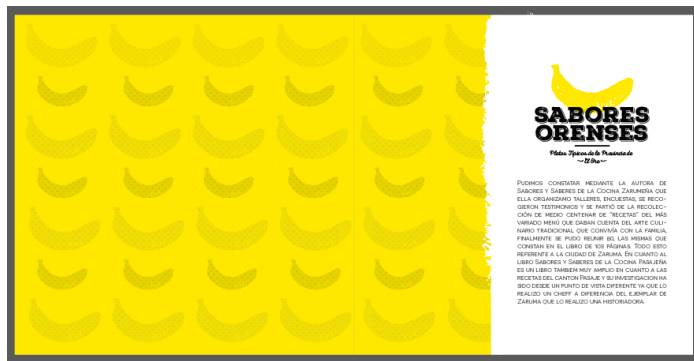 SABORES
ORENSES
Platos Típicos de la Provincia de
El Oro
PUDIMOS CONSTATAR MEDIANTE LA AUTORA DE
SABORES Y SABERES DE LA COCINA ZARUMEÑA QUE
ELLA ORGANIZAMO TALLERES, ENCUESTAS, SE RECO-
GIERON TESTIMONIOS Y SE PARTIÓ DE LA RECOLEC-
CIÓN DE MEDIO CENTENAR DE "RECETAS" DEL MÁS
VARIADO MENÚ QUE DABAN CUENTA DEL ARTE CULI-
NARIO TRADICIONAL QUE CONVIVÍA CON LA FAMILIA,
FINALMENTE SE PUDO REUNIR 60, LAS MISMAS QUE
CONSTAN EN EL LIBRO DE 103 PÁGINAS. TODO ESTO
REFERENTE A LA CIUDAD DE ZARUMA. EN CUANTO AL
LIBRO SABORES Y SABERES DE LA COCINA PASAJEÑA
ES UN LIBRO TAMBIEM MUY AMPLIO EN CUANTO A LAS
RECETAS DEL CANTON PASAJE Y SU INVESTIGACION HA
SIDO DESDE UN PUNTO DE VISTA DIFERENTE YA QUE LO
REALIZO UN CHEFF A DIFERENCIA DEL EJEMPLAR DE
ZARUMA QUE LO REALIZO UNA HISTORIADORA.